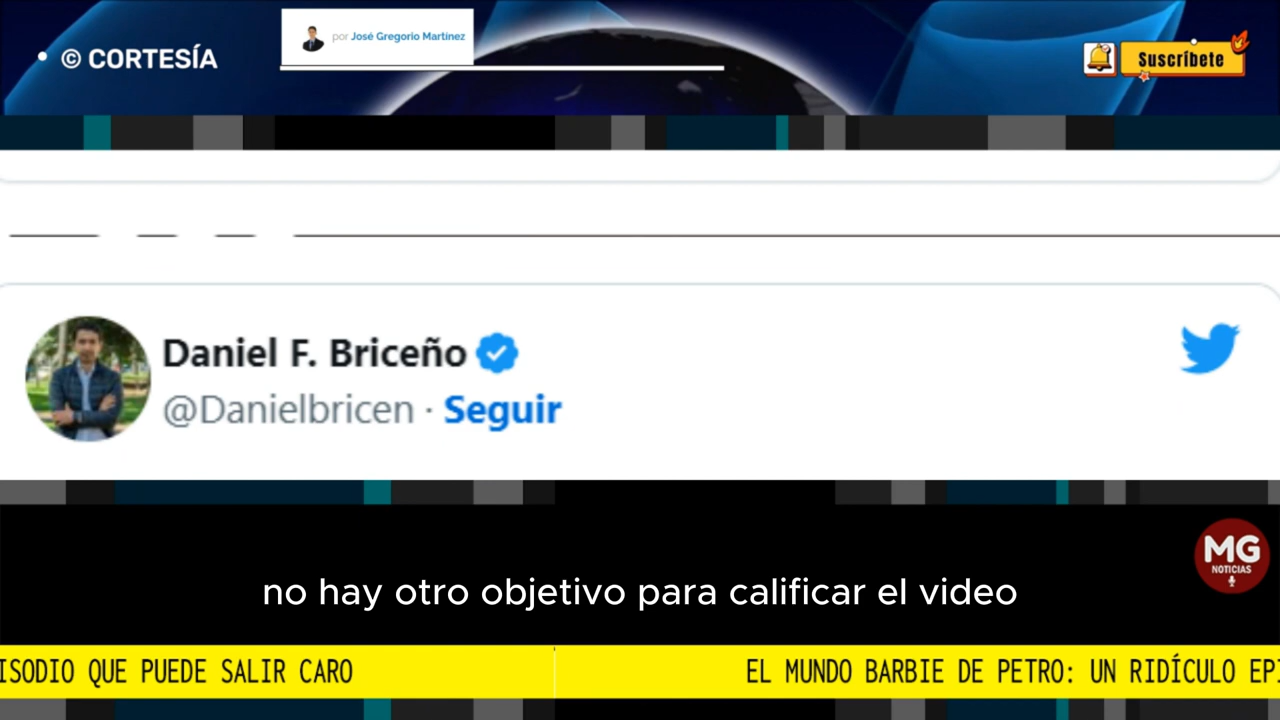 © CORTESÍA
por José Gregorio Martínez
Suscríbete
Daniel F. Briceño
@Danielbricen · Seguir
MG
NOTICIAS
no hay otro objetivo para calificar el video
ISODIO QUE PUEDE SALIR CARO
EL MUNDO BARBIE DE PETRO: UN RIDÍCULO EPI